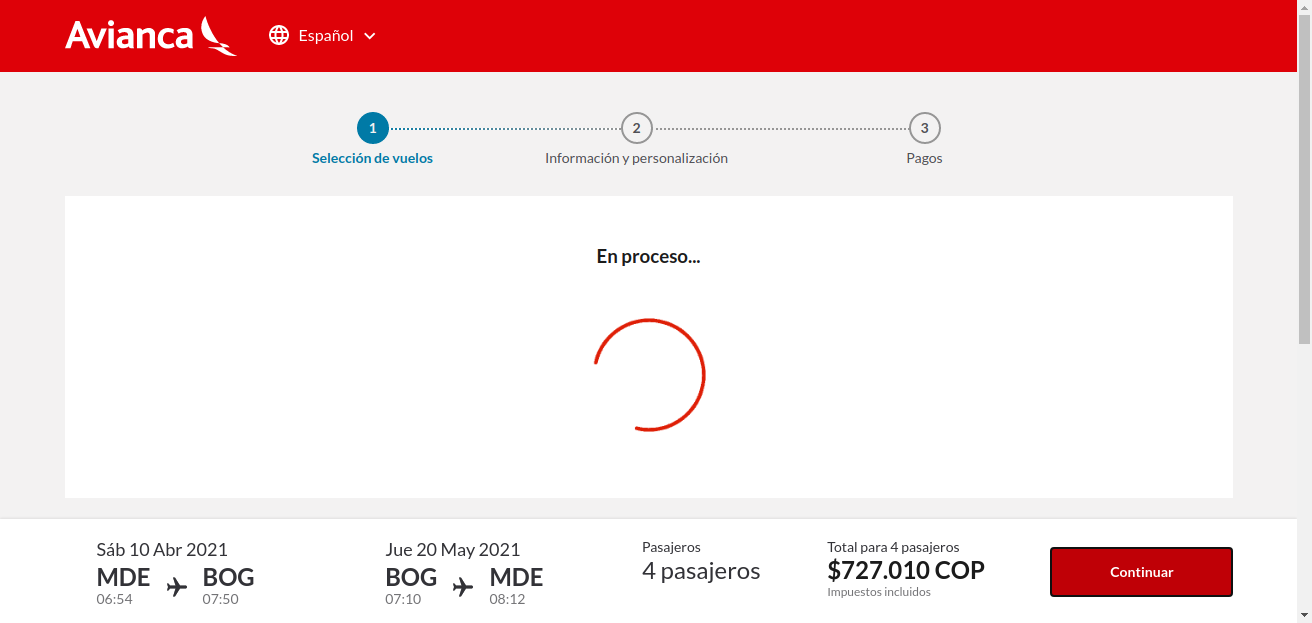 Avianca
Español
1
2
3
Selección de vuelos
Información y personalización
Pagos
En proceso...
Sáb 10 Abr 2021
MDE BOG
06:54 07:50
Jue 20 May 2021
BOG MDE
07:10 08:12
Pasajeros
4 pasajeros
Total para 4 pasajeros
$727.010 COP
Impuestos incluidos
Continuar